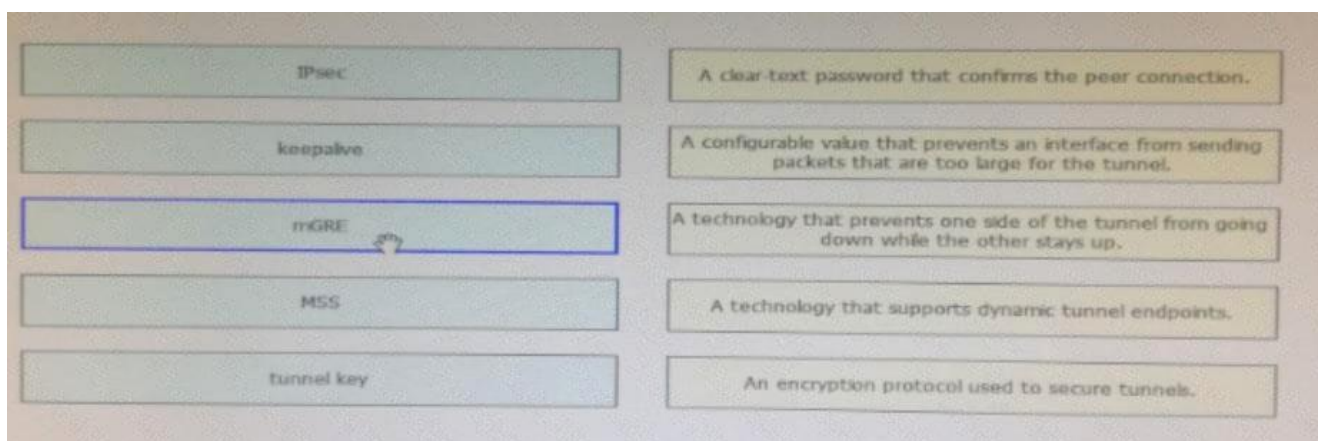 IPsec
A clear-text password that confirms the peer connection.
keepalive
A configurable value that prevents an interface from sending
packets that are too large for the tunnel.
mGRE
A technology that prevents one side of the tunnel from going
down while the other stays up.
MSS
A technology that supports dynamic tunnel endpoints.
tunnel key
An encryption protocol used to secure tunnels.